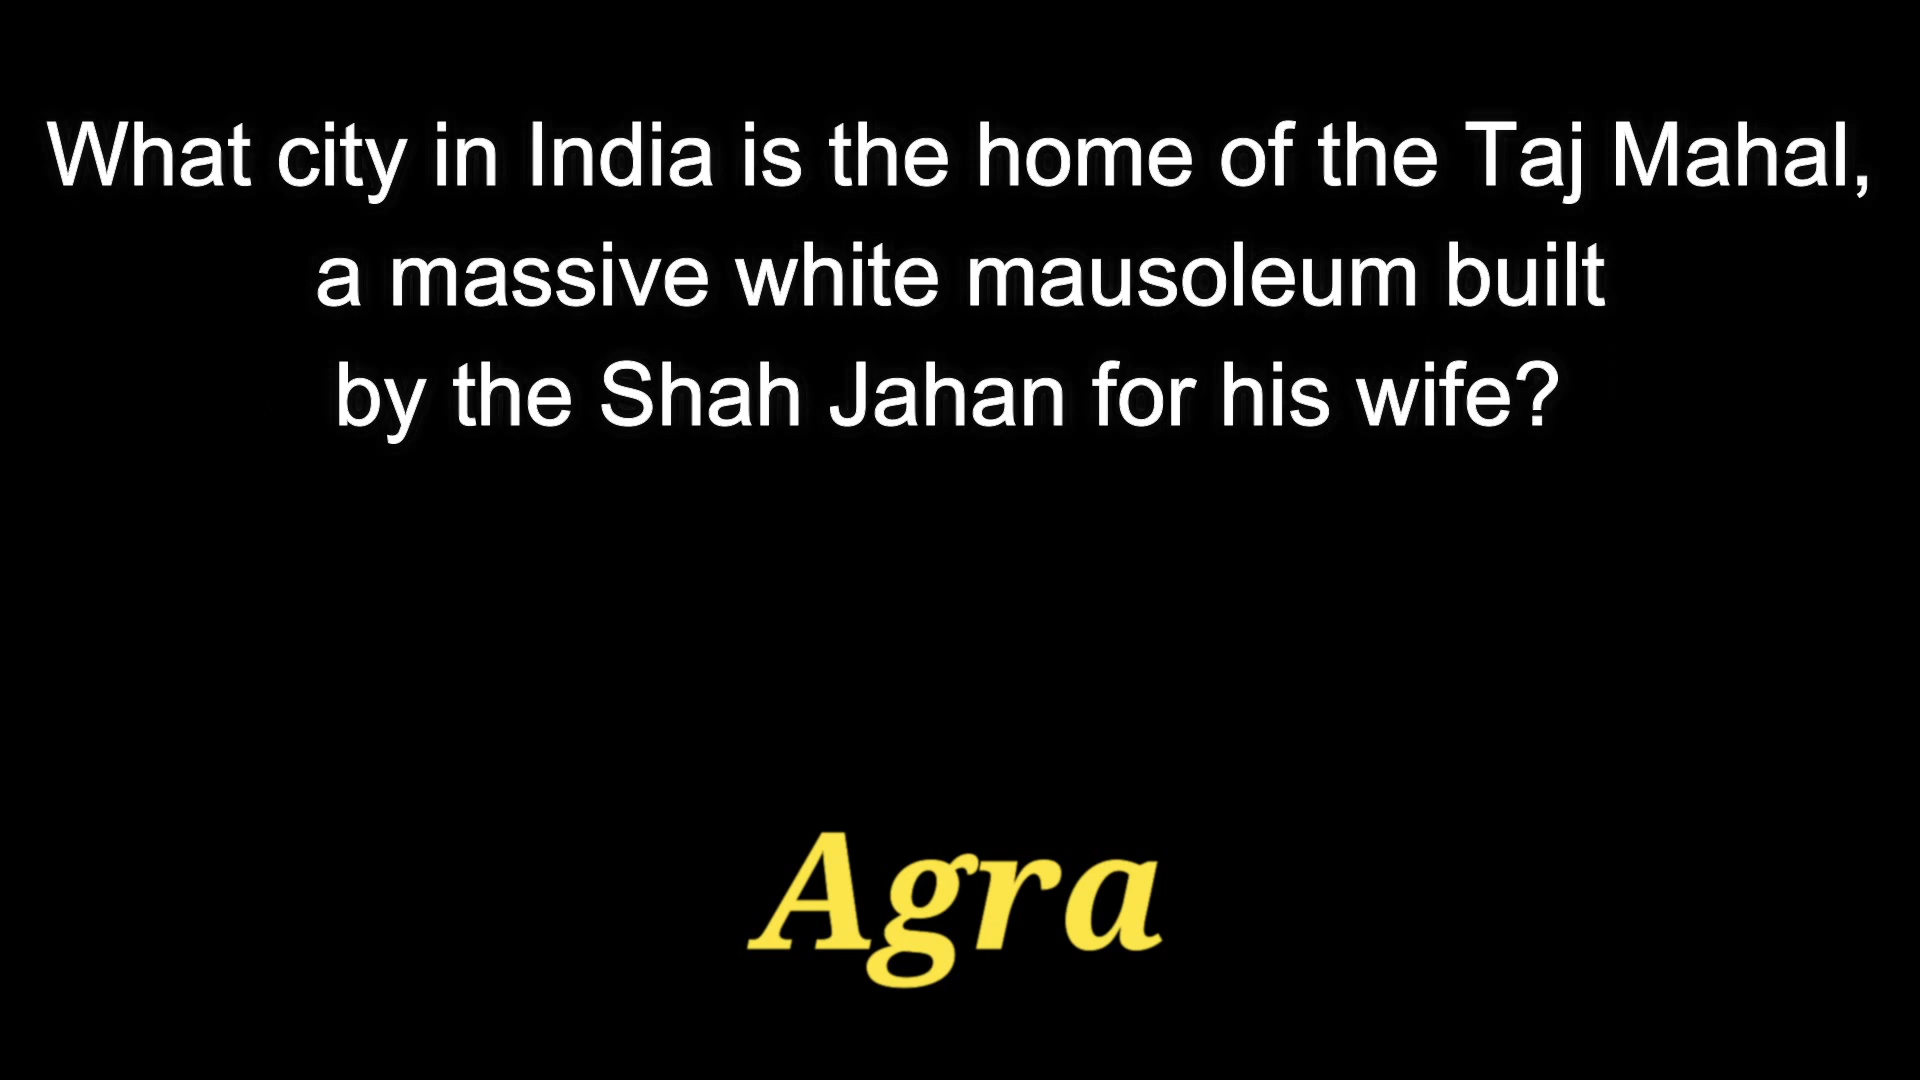 What city in India is the home of the Taj Mahal,
a massive white mausoleum built
by the Shah Jahan for his wife?
Agra